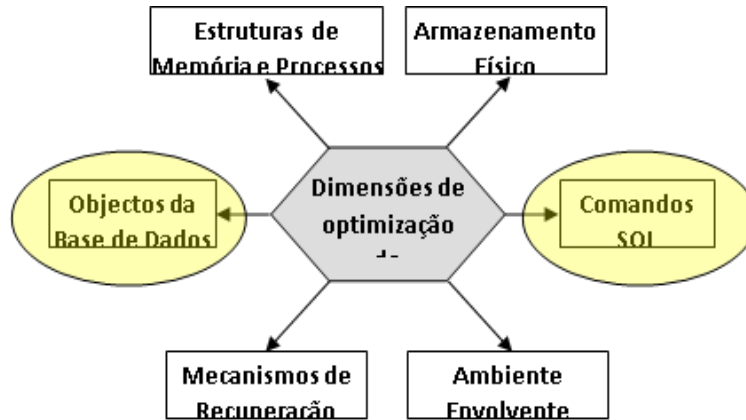 Estruturas de
Memória e Processos
Armazenamento
Físico
Objectos da
Base de Dados
Dimensões de
optimização
de
Comandos
SQL
Mecanismos de
Recuperação
Ambiente
Envolvente